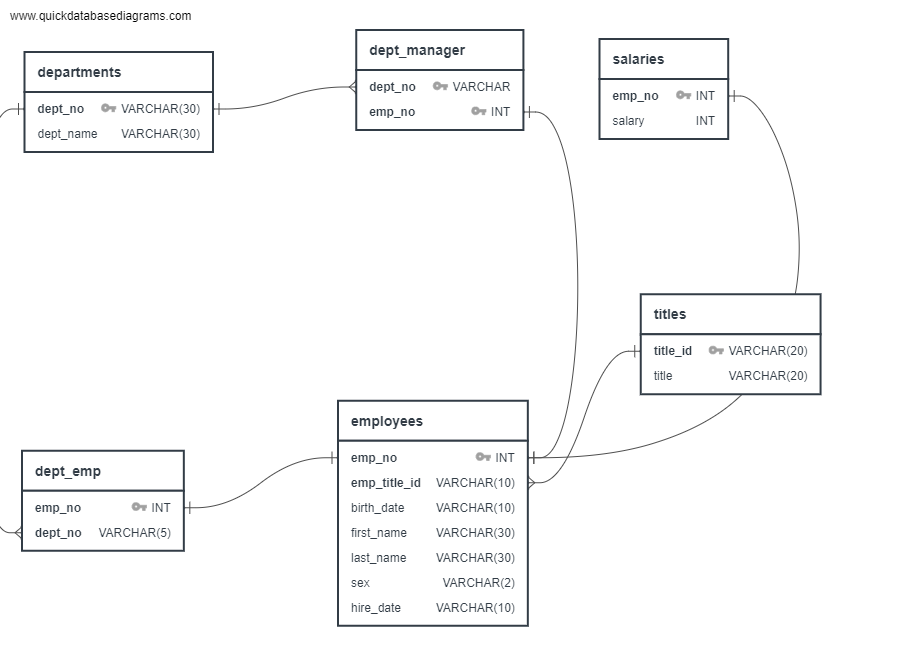 www.quickdatabasediagrams.com
departments
dept_no VARCHAR(30)
dept_name VARCHAR(30)
dept_manager
dept_no VARCHAR
emp_no INT
salaries
emp_no INT
salary INT
titles
title_id VARCHAR(20)
title VARCHAR(20)
employees
emp_no INT
emp_title_id VARCHAR(10)
birth_date VARCHAR(10)
first_name VARCHAR(30)
last_name VARCHAR(30)
sex VARCHAR(2)
hire_date VARCHAR(10)
dept_emp
emp_no INT
dept_no VARCHAR(5)